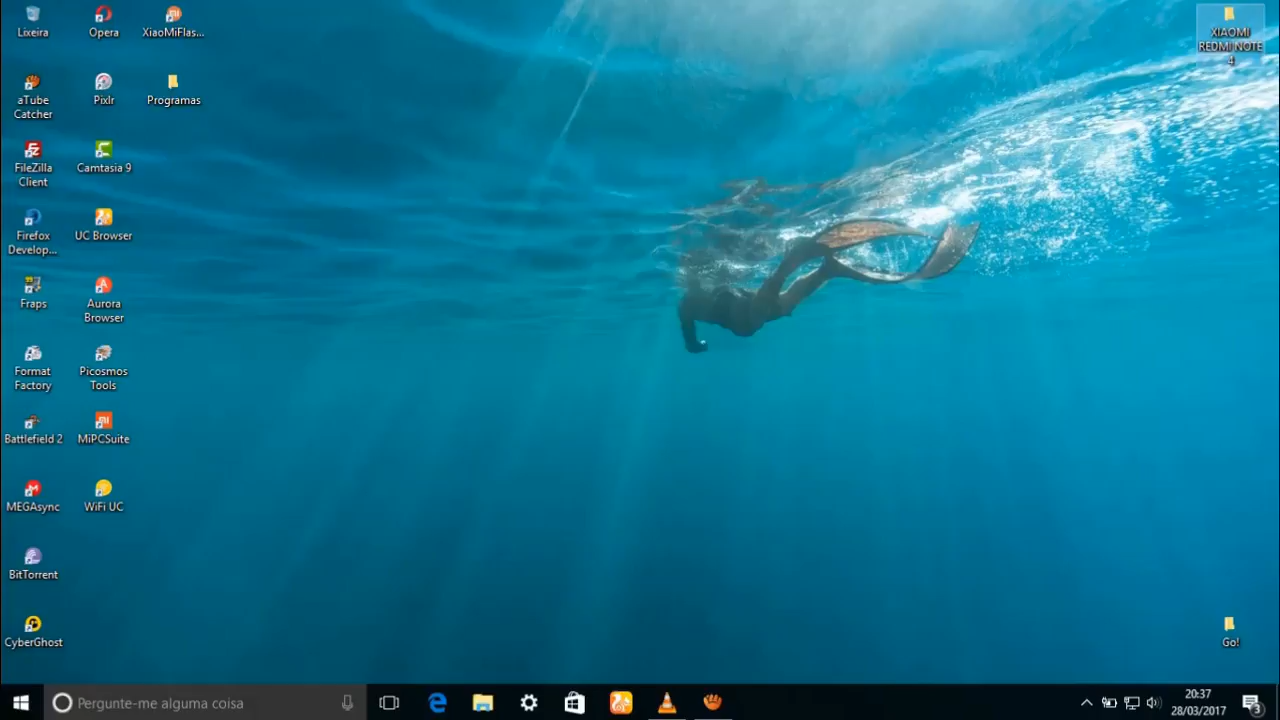 Lixeira
Opera
XiaoMiFlas...
XIAOMI
REDMI NOTE
4
aTube
Catcher
Pixlr
Programas
FileZilla
Client
Camtasia 9
Firefox
Develop...
UC Browser
Fraps
Aurora
Browser
Format
Factory
Picosmos
Tools
Battlefield 2
MiPCSuite
MEGAsync
WiFi UC
BitTorrent
CyberGhost
Go!
Pergunte-me alguma coisa
20:37
28/03/2017
3